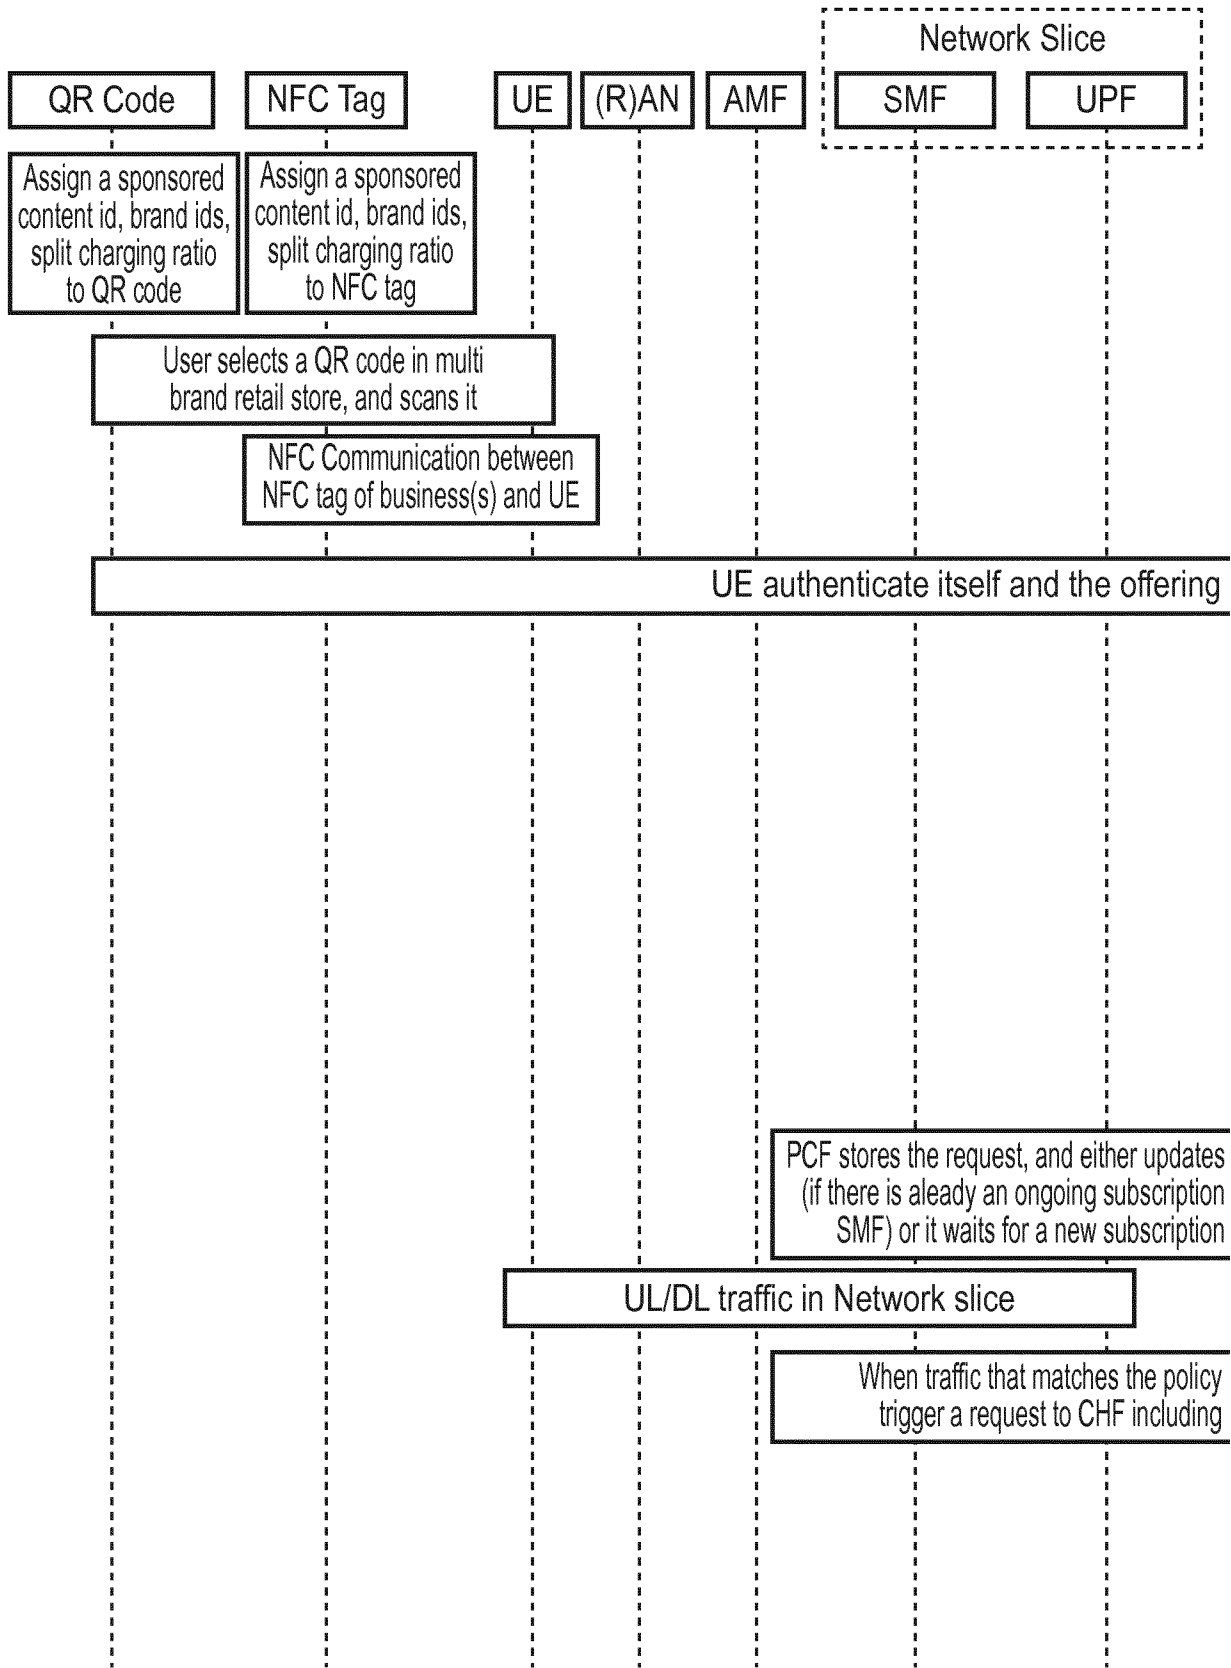 Network Slice
QR Code
NFC Tag
UE
(R)AN
AMF
SMF
UPF
Assign a sponsored
content id, brand ids,
split charging ratio
to QR code
Assign a sponsored
content id, brand ids,
split charging ratio
to NFC tag
User selects a QR code in multi
brand retail store, and scans it
NFC Communication between
NFC tag of business(s) and UE
UE authenticate itself and the offering
PCF stores the request, and either updates
(if there is aleady an ongoing subscription
SMF) or it waits for a new subscription
UL/DL traffic in Network slice
When traffic that matches the policy
trigger a request to CHF including